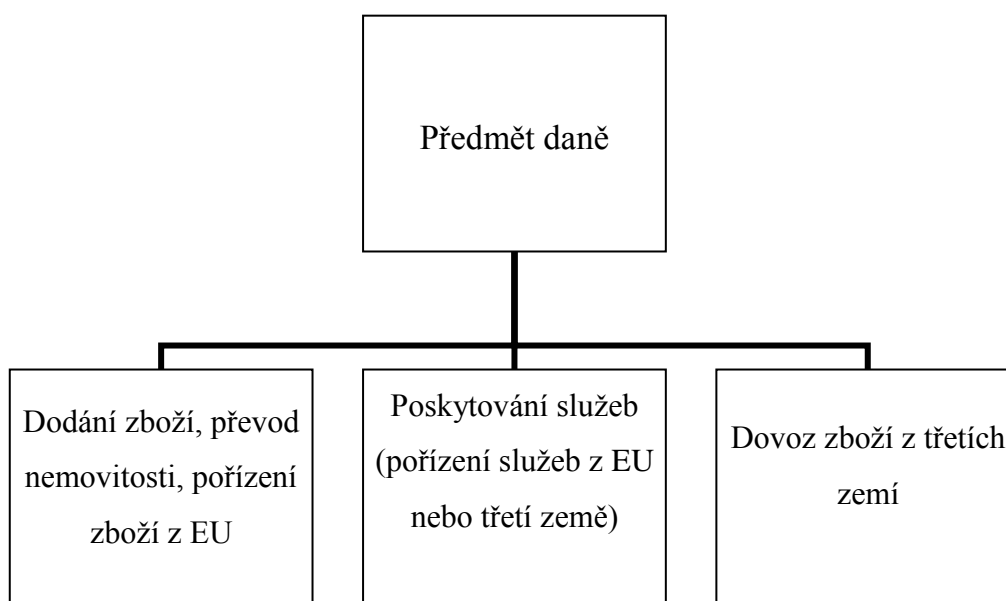 Předmět daně
Dodání zboží, převod
nemovitosti, pořízení
zboží z EU
Poskytování služeb
(pořízení služeb z EU
nebo třetí země)
Dovoz zboží z třetích
zemí